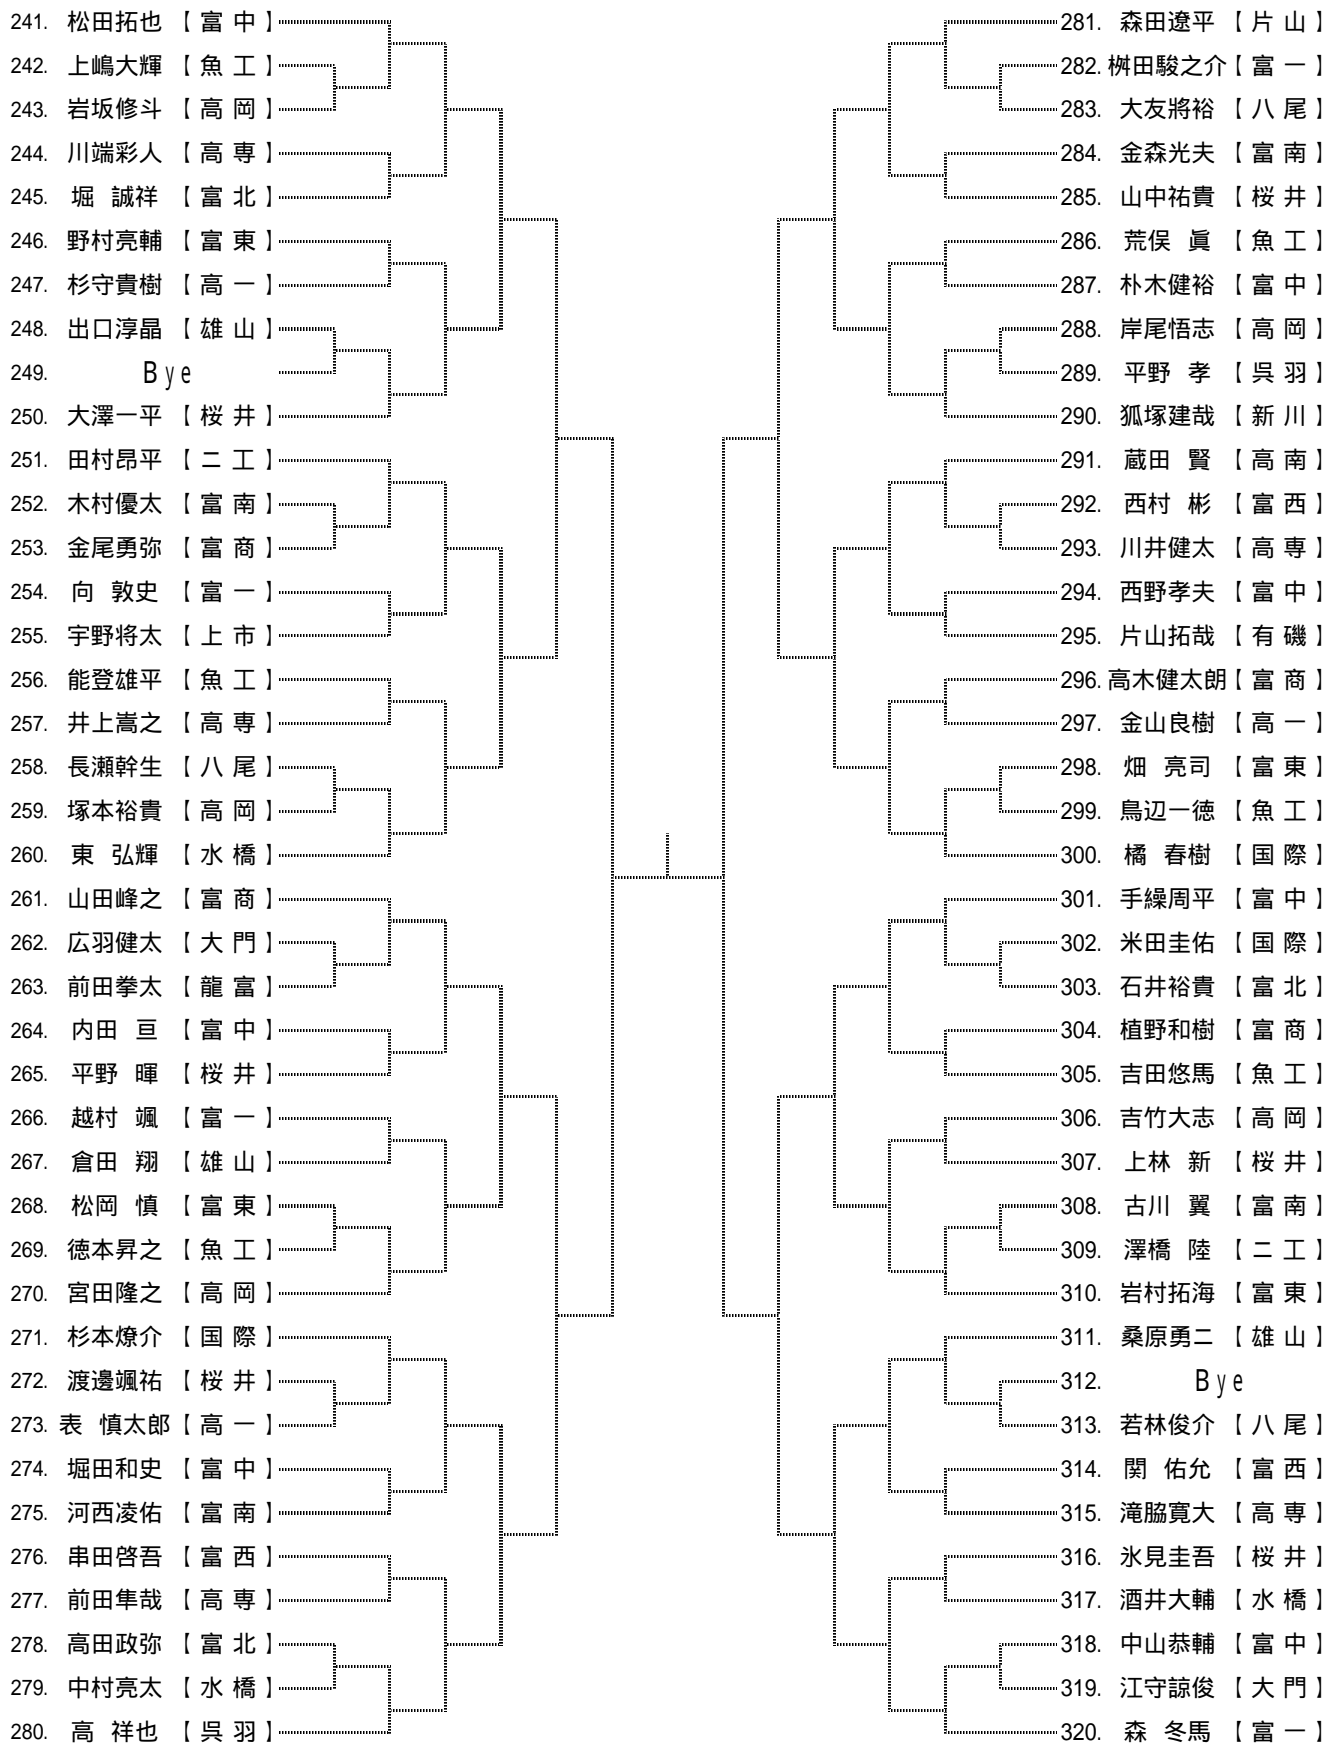 241. 松田拓也 【 富 中 】
242. 上嶋大輝 【 魚 工 】
243. 岩坂修斗 【 高 岡 】
244. 川端彩人 【 高 専 】
245. 堀 誠祥 【 富 北 】
246. 野村亮輔 【 富 東 】
247. 杉守貴樹 【 高 一 】
248. 出口淳晶 【 雄 山 】
249. Bye
250. 大澤一平 【 桜 井 】
251. 田村昂平 【 二 工 】
252. 木村優太 【 富 南 】
253. 金尾勇弥 【 富 商 】
254. 向 敦史 【 富 一 】
255. 宇野将太 【 上 市 】
256. 能登雄平 【 魚 工 】
257. 井上嵩之 【 高 専 】
258. 長瀬幹生 【 八 尾 】
259. 塚本裕貴 【 高 岡 】
260. 東 弘輝 【 水 橋 】
261. 山田峰之 【 富 商 】
262. 広羽健太 【 大 門 】
263. 前田拳太 【 龍 富 】
264. 内田 亘 【 富 中 】
265. 平野 暉 【 桜 井 】
266. 越村 颯 【 富 一 】
267. 倉田 翔 【 雄 山 】
268. 松岡 慎 【 富 東 】
269. 徳本昇之 【 魚 工 】
270. 宮田隆之 【 高 岡 】
271. 杉本燎介 【 国 際 】
272. 渡邊颯祐 【 桜 井 】
273. 表 慎太郎 【 高 一 】
274. 堀田和史 【 富 中 】
275. 河西凌佑 【 富 南 】
276. 串田啓吾 【 富 西 】
277. 前田隼哉 【 高 専 】
278. 高田政弥 【 富 北 】
279. 中村亮太 【 水 橋 】
280. 高 祥也 【 呉 羽 】
281. 森田遼平 【 片 山 】
282. 桝田駿之介 【 富 一 】
283. 大友將裕 【 八 尾 】
284. 金森光夫 【 富 南 】
285. 山中祐貴 【 桜 井 】
286. 荒俣 眞 【 魚 工 】
287. 朴木健裕 【 富 中 】
288. 岸尾悟志 【 高 岡 】
289. 平野 孝 【 呉 羽 】
290. 狐塚建哉 【 新 川 】
291. 蔵田 賢 【 高 南 】
292. 西村 彬 【 富 西 】
293. 川井健太 【 高 専 】
294. 西野孝夫 【 富 中 】
295. 片山拓哉 【 有 磯 】
296. 高木健太朗 【 富 商 】
297. 金山良樹 【 高 一 】
298. 畑 亮司 【 富 東 】
299. 鳥辺一徳 【 魚 工 】
300. 橘 春樹 【 国 際 】
301. 手繰周平 【 富 中 】
302. 米田圭佑 【 国 際 】
303. 石井裕貴 【 富 北 】
304. 植野和樹 【 富 商 】
305. 吉田悠馬 【 魚 工 】
306. 吉竹大志 【 高 岡 】
307. 上林 新 【 桜 井 】
308. 古川 翼 【 富 南 】
309. 澤橋 陸 【 二 工 】
310. 岩村拓海 【 富 東 】
311. 桑原勇二 【 雄 山 】
312. Bye
313. 若林俊介 【 八 尾 】
314. 関 佑允 【 富 西 】
315. 滝脇寛大 【 高 専 】
316. 氷見圭吾 【 桜 井 】
317. 酒井大輔 【 水 橋 】
318. 中山恭輔 【 富 中 】
319. 江守諒俊 【 大 門 】
320. 森 冬馬 【 富 一 】